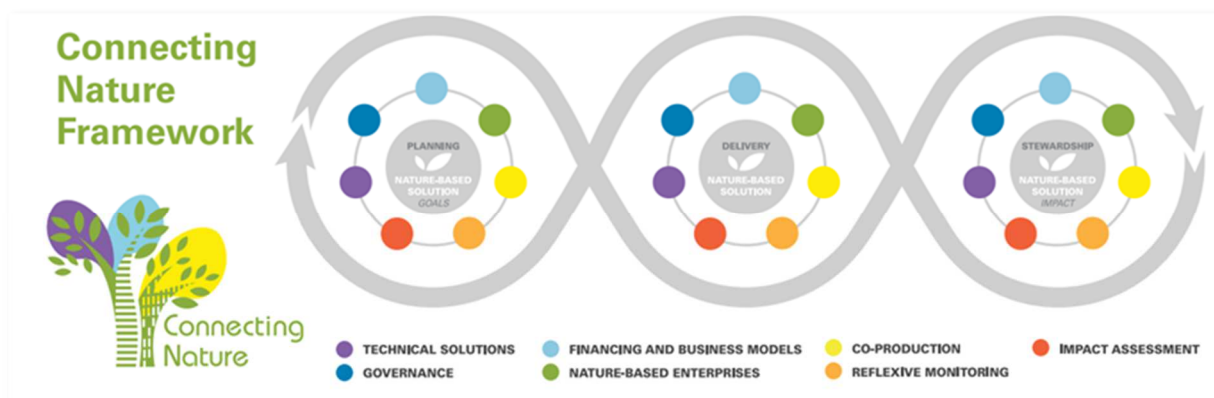 Connecting
Nature
Framework
PLANNING
NATURE-BASED
SOLUTION
GOALS
DELIVERY
NATURE-BASED
SOLUTION
STEWARDSHIP
NATURE-BASED
SOLUTION
IMPACT
Connecting
Nature
TECHNICAL SOLUTIONS
FINANCING AND BUSINESS MODELS
CO-PRODUCTION
IMPACT ASSESSMENT
GOVERNANCE
NATURE-BASED ENTERPRISES
REFLEXIVE MONITORING